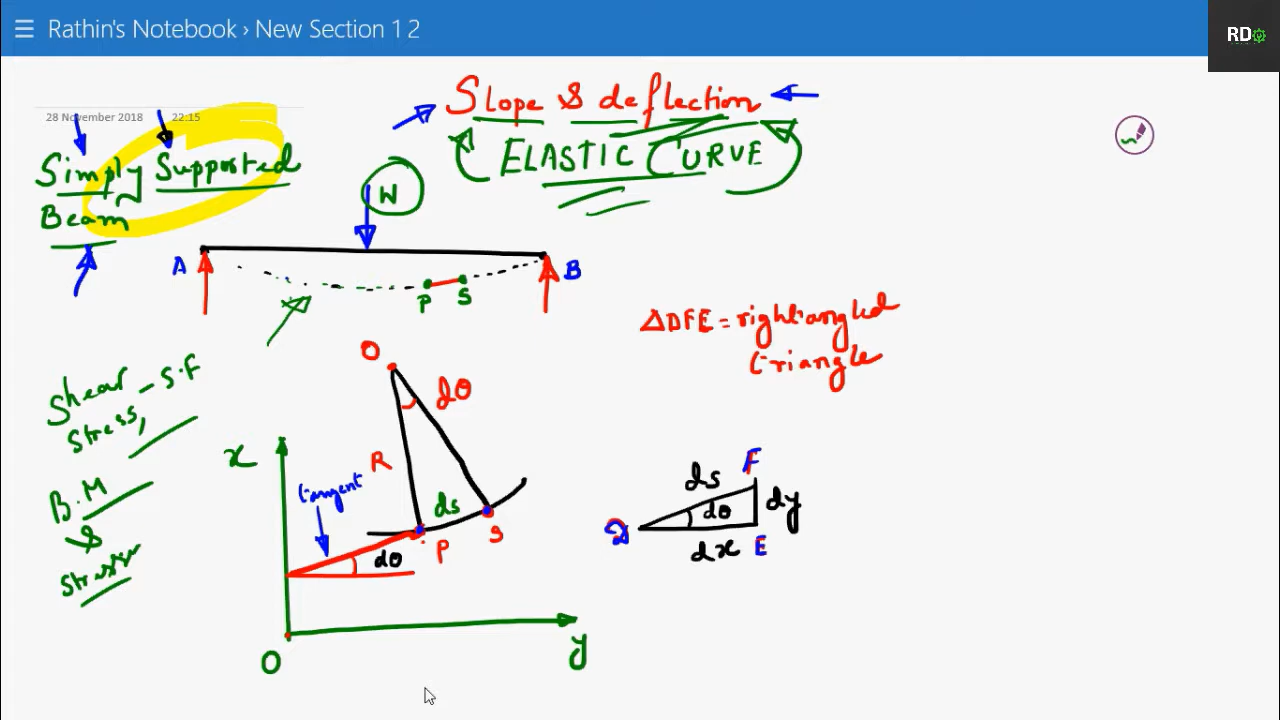 Rathin's Notebook › New Section 1 2
RD
28 November 2018 22:15
Slope & deflection
ELASTIC CURVE
Simply Supported
Beam
W
A
B
P
S
ΔDFE = right angled
triangle
Shear - S.F
Stress,
B.M
&
Stress
O
dθ
R
x
tangent
ds
P
S
dθ
O
y
F
ds
dθ
dy
D
dx
E